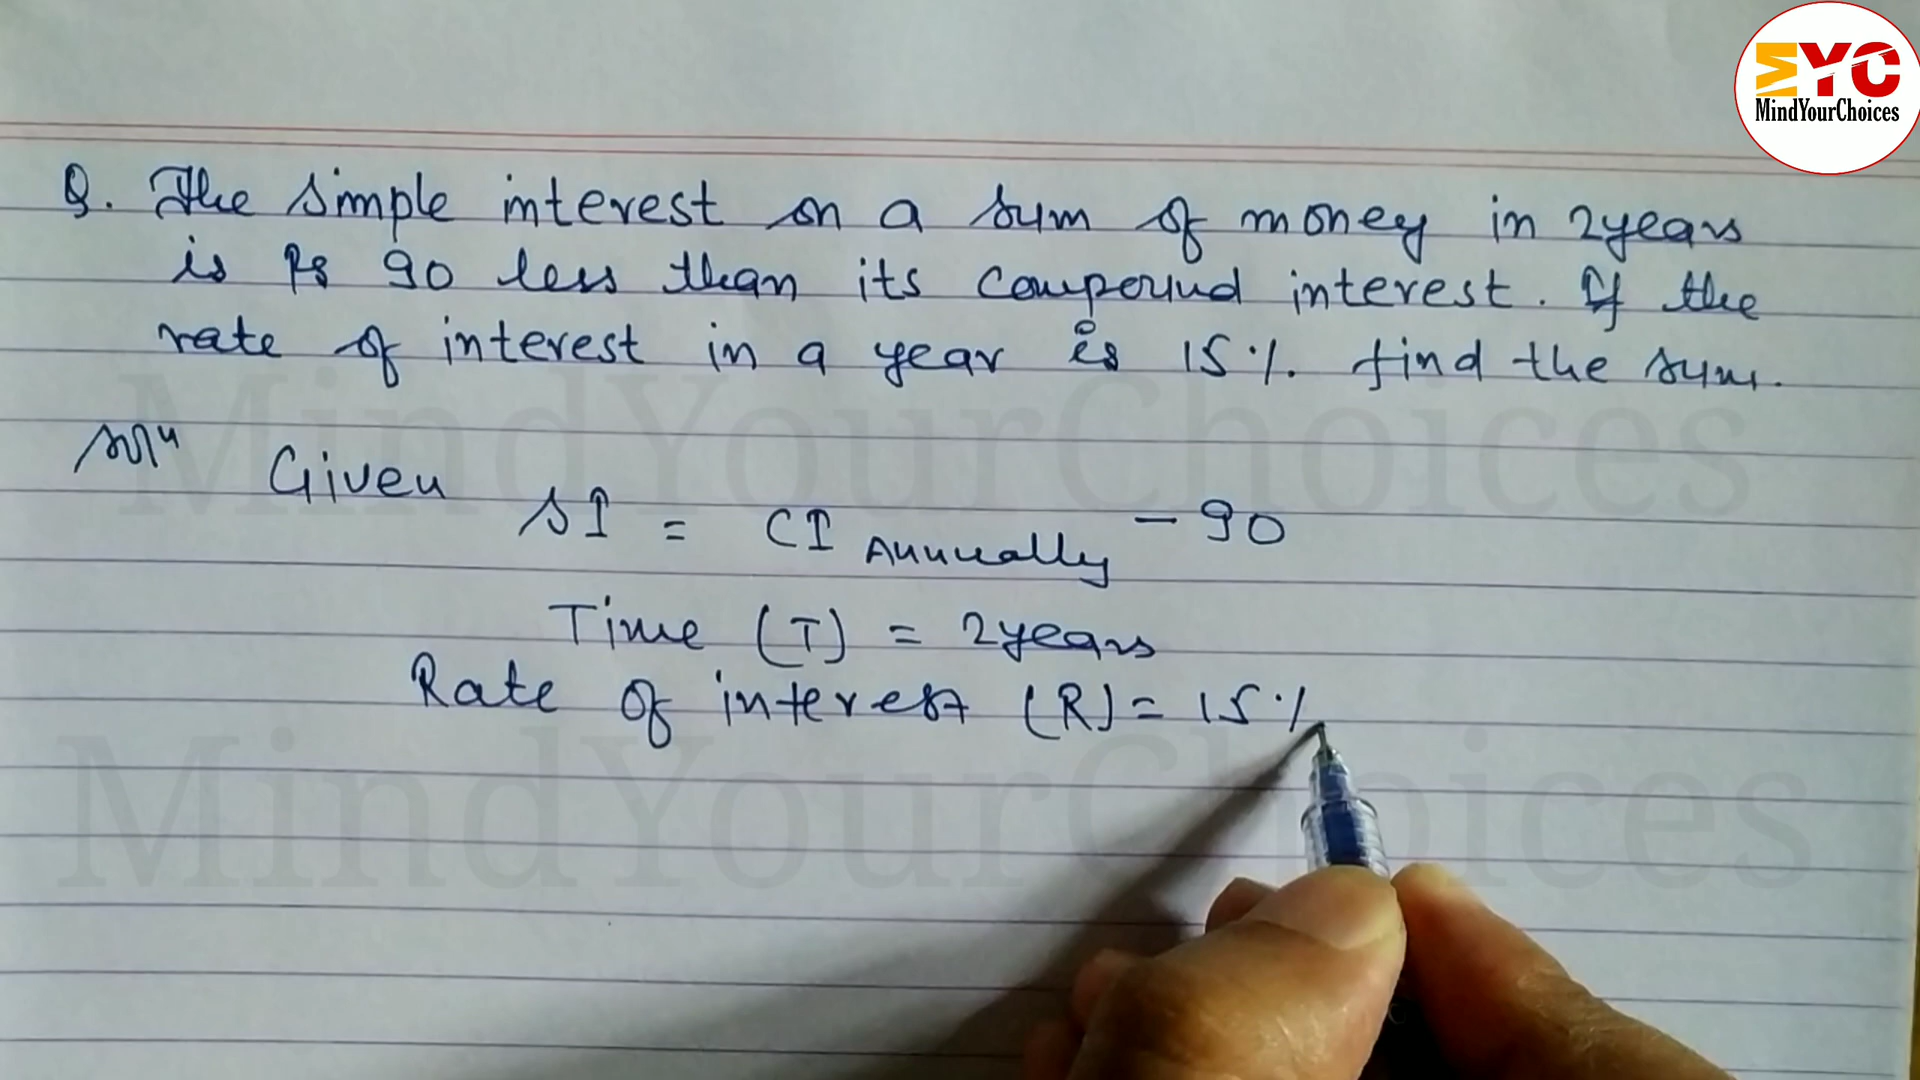 MYC
MindYourChoices
Q. The simple interest on a sum of money in 2years
is Rs 90 less than its compound interest. If the
rate of interest in a year is 15%. find the sum.
MindYourChoices
Solⁿ Given
SI = CI Annually - 90
Time (T) = 2years
Rate of interest (R) = 15%
MindYourChoices